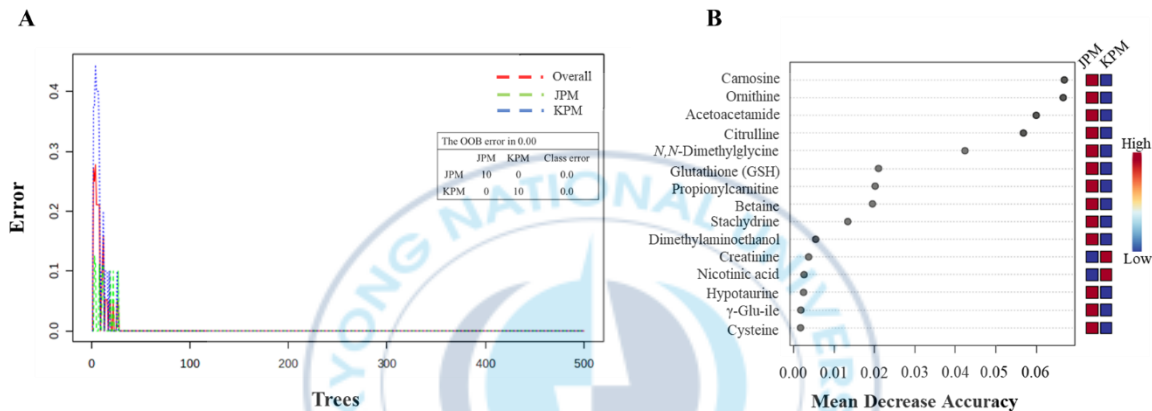 A
0.4
0.3
0.2
0.1
0.0
Error
0 100 200 300 400 500
Trees
Overall
JPM
KPM
The OOB error in 0.00
JPM KPM Class error
JPM 10 0 0.0
KPM 0 10 0.0
B
JPM KPM
Carnosine
Ornithine
Acetoacetamide
Citrulline
N,N-Dimethylglycine
Glutathione (GSH)
Propionylcarnitine
Betaine
Stachydrine
Dimethylaminoethanol
Creatinine
Nicotinic acid
Hypotaurine
γ-Glu-ile
Cysteine
High
Low
0.00 0.01 0.02 0.03 0.04 0.05 0.06
Mean Decrease Accuracy
KYONG NATIONAL UNIVERS